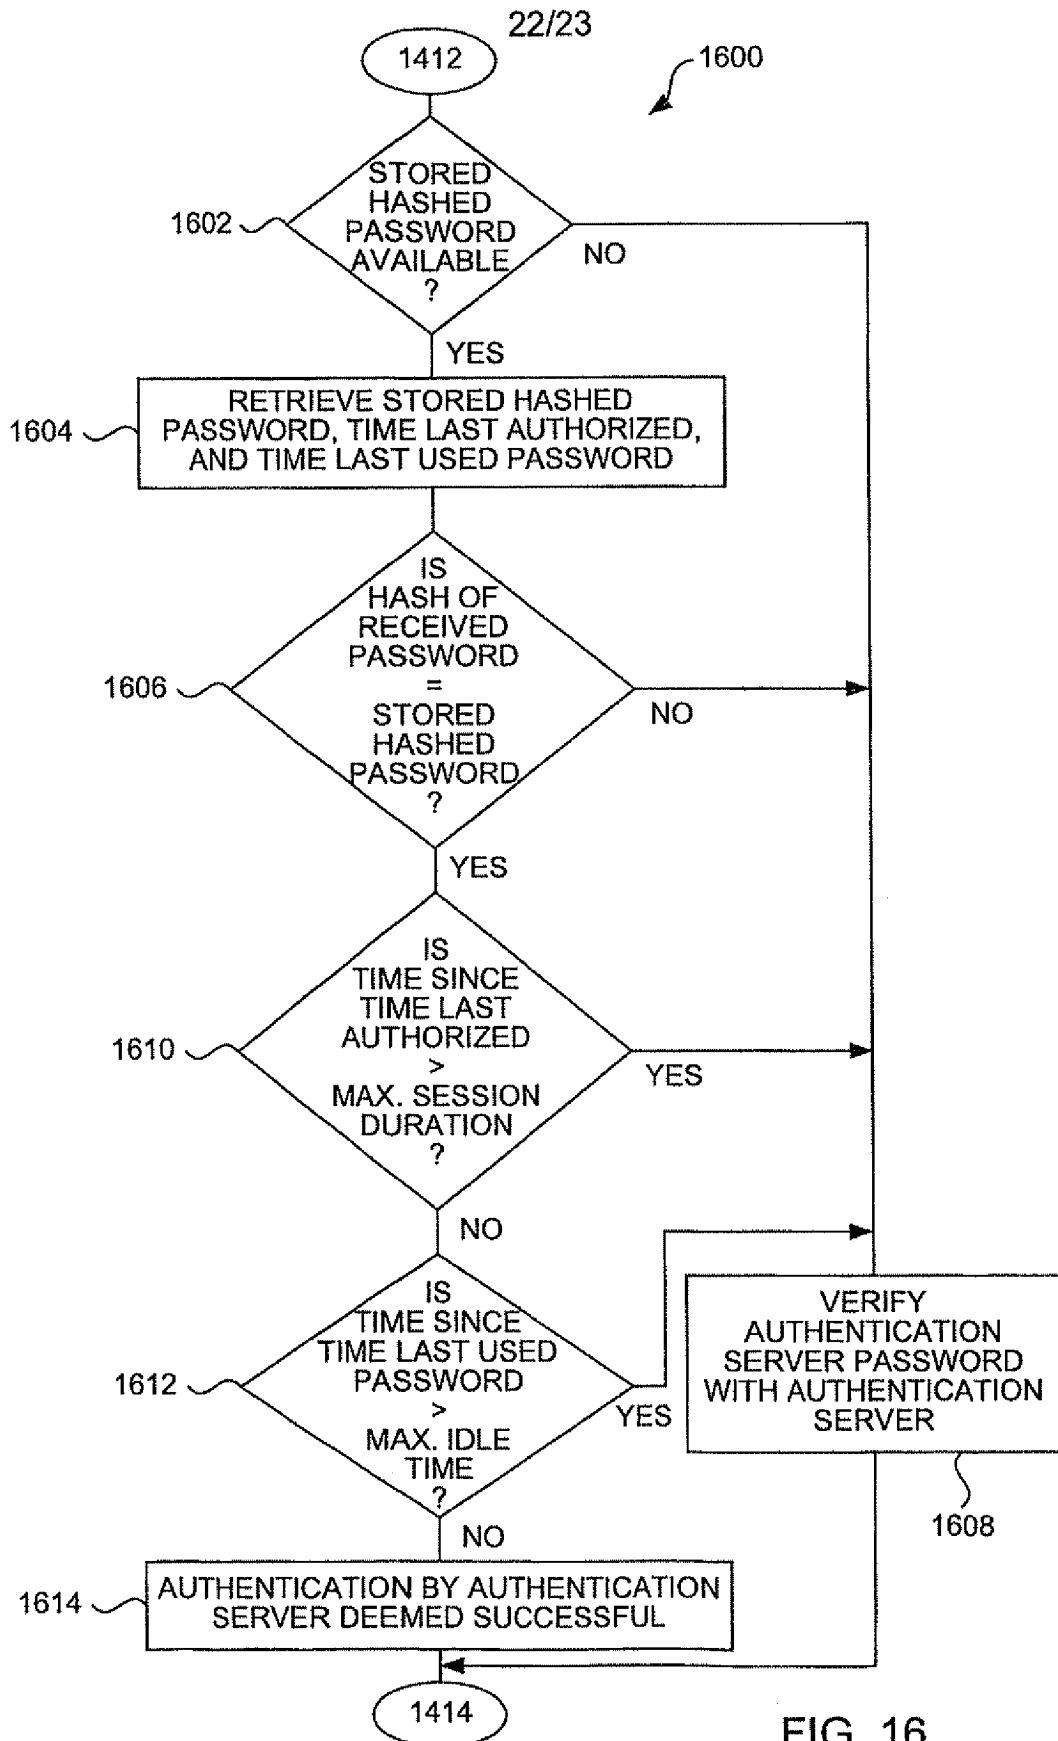 22/23
1412
1600
STORED
HASHED
PASSWORD
AVAILABLE
?
1602
NO
YES
RETRIEVE STORED HASHED
PASSWORD, TIME LAST AUTHORIZED,
AND TIME LAST USED PASSWORD
1604
IS
HASH OF
RECEIVED
PASSWORD
=
STORED
HASHED
PASSWORD
?
1606
NO
YES
IS
TIME SINCE
TIME LAST
AUTHORIZED
>
MAX. SESSION
DURATION
?
1610
YES
NO
IS
TIME SINCE
TIME LAST USED
PASSWORD
>
MAX. IDLE
TIME
?
1612
YES
VERIFY
AUTHENTICATION
SERVER PASSWORD
WITH AUTHENTICATION
SERVER
1608
NO
AUTHENTICATION BY AUTHENTICATION
SERVER DEEMED SUCCESSFUL
1614
1414
FIG. 16